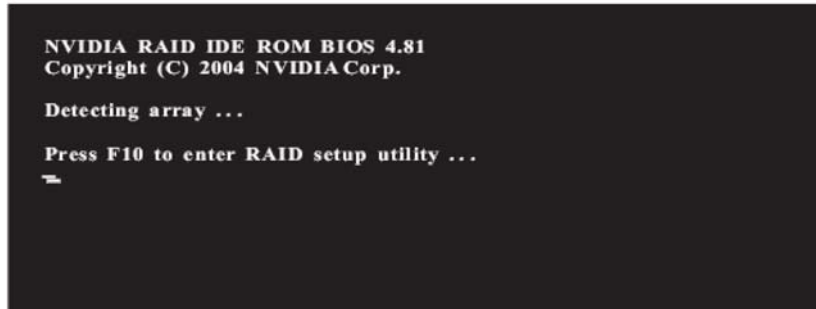 NVIDIA RAID IDE ROM BIOS 4.81
Copyright (C) 2004 NVIDIA Corp.
Detecting array ...
Press F10 to enter RAID setup utility ...